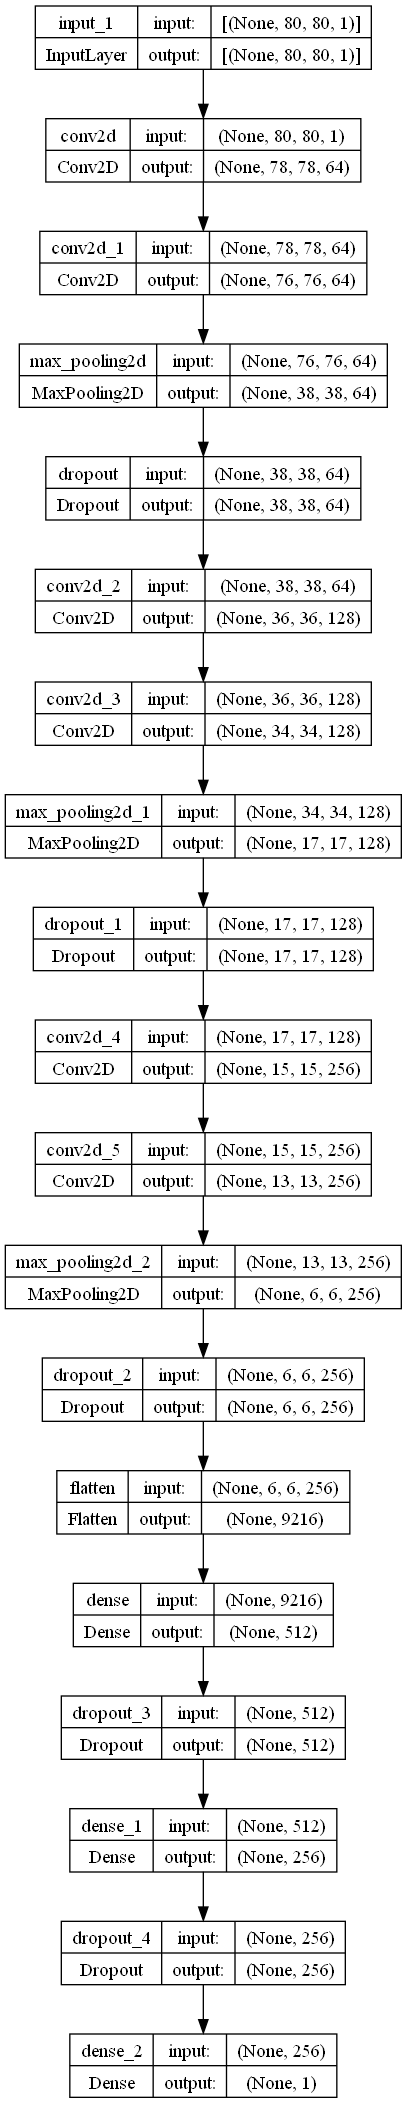 input_1 input: [(None, 80, 80, 1)]
InputLayer output: [(None, 80, 80, 1)]
conv2d input: (None, 80, 80, 1)
Conv2D output: (None, 78, 78, 64)
conv2d_1 input: (None, 78, 78, 64)
Conv2D output: (None, 76, 76, 64)
max_pooling2d input: (None, 76, 76, 64)
MaxPooling2D output: (None, 38, 38, 64)
dropout input: (None, 38, 38, 64)
Dropout output: (None, 38, 38, 64)
conv2d_2 input: (None, 38, 38, 64)
Conv2D output: (None, 36, 36, 128)
conv2d_3 input: (None, 36, 36, 128)
Conv2D output: (None, 34, 34, 128)
max_pooling2d_1 input: (None, 34, 34, 128)
MaxPooling2D output: (None, 17, 17, 128)
dropout_1 input: (None, 17, 17, 128)
Dropout output: (None, 17, 17, 128)
conv2d_4 input: (None, 17, 17, 128)
Conv2D output: (None, 15, 15, 256)
conv2d_5 input: (None, 15, 15, 256)
Conv2D output: (None, 13, 13, 256)
max_pooling2d_2 input: (None, 13, 13, 256)
MaxPooling2D output: (None, 6, 6, 256)
dropout_2 input: (None, 6, 6, 256)
Dropout output: (None, 6, 6, 256)
flatten input: (None, 6, 6, 256)
Flatten output: (None, 9216)
dense input: (None, 9216)
Dense output: (None, 512)
dropout_3 input: (None, 512)
Dropout output: (None, 512)
dense_1 input: (None, 512)
Dense output: (None, 256)
dropout_4 input: (None, 256)
Dropout output: (None, 256)
dense_2 input: (None, 256)
Dense output: (None, 1)